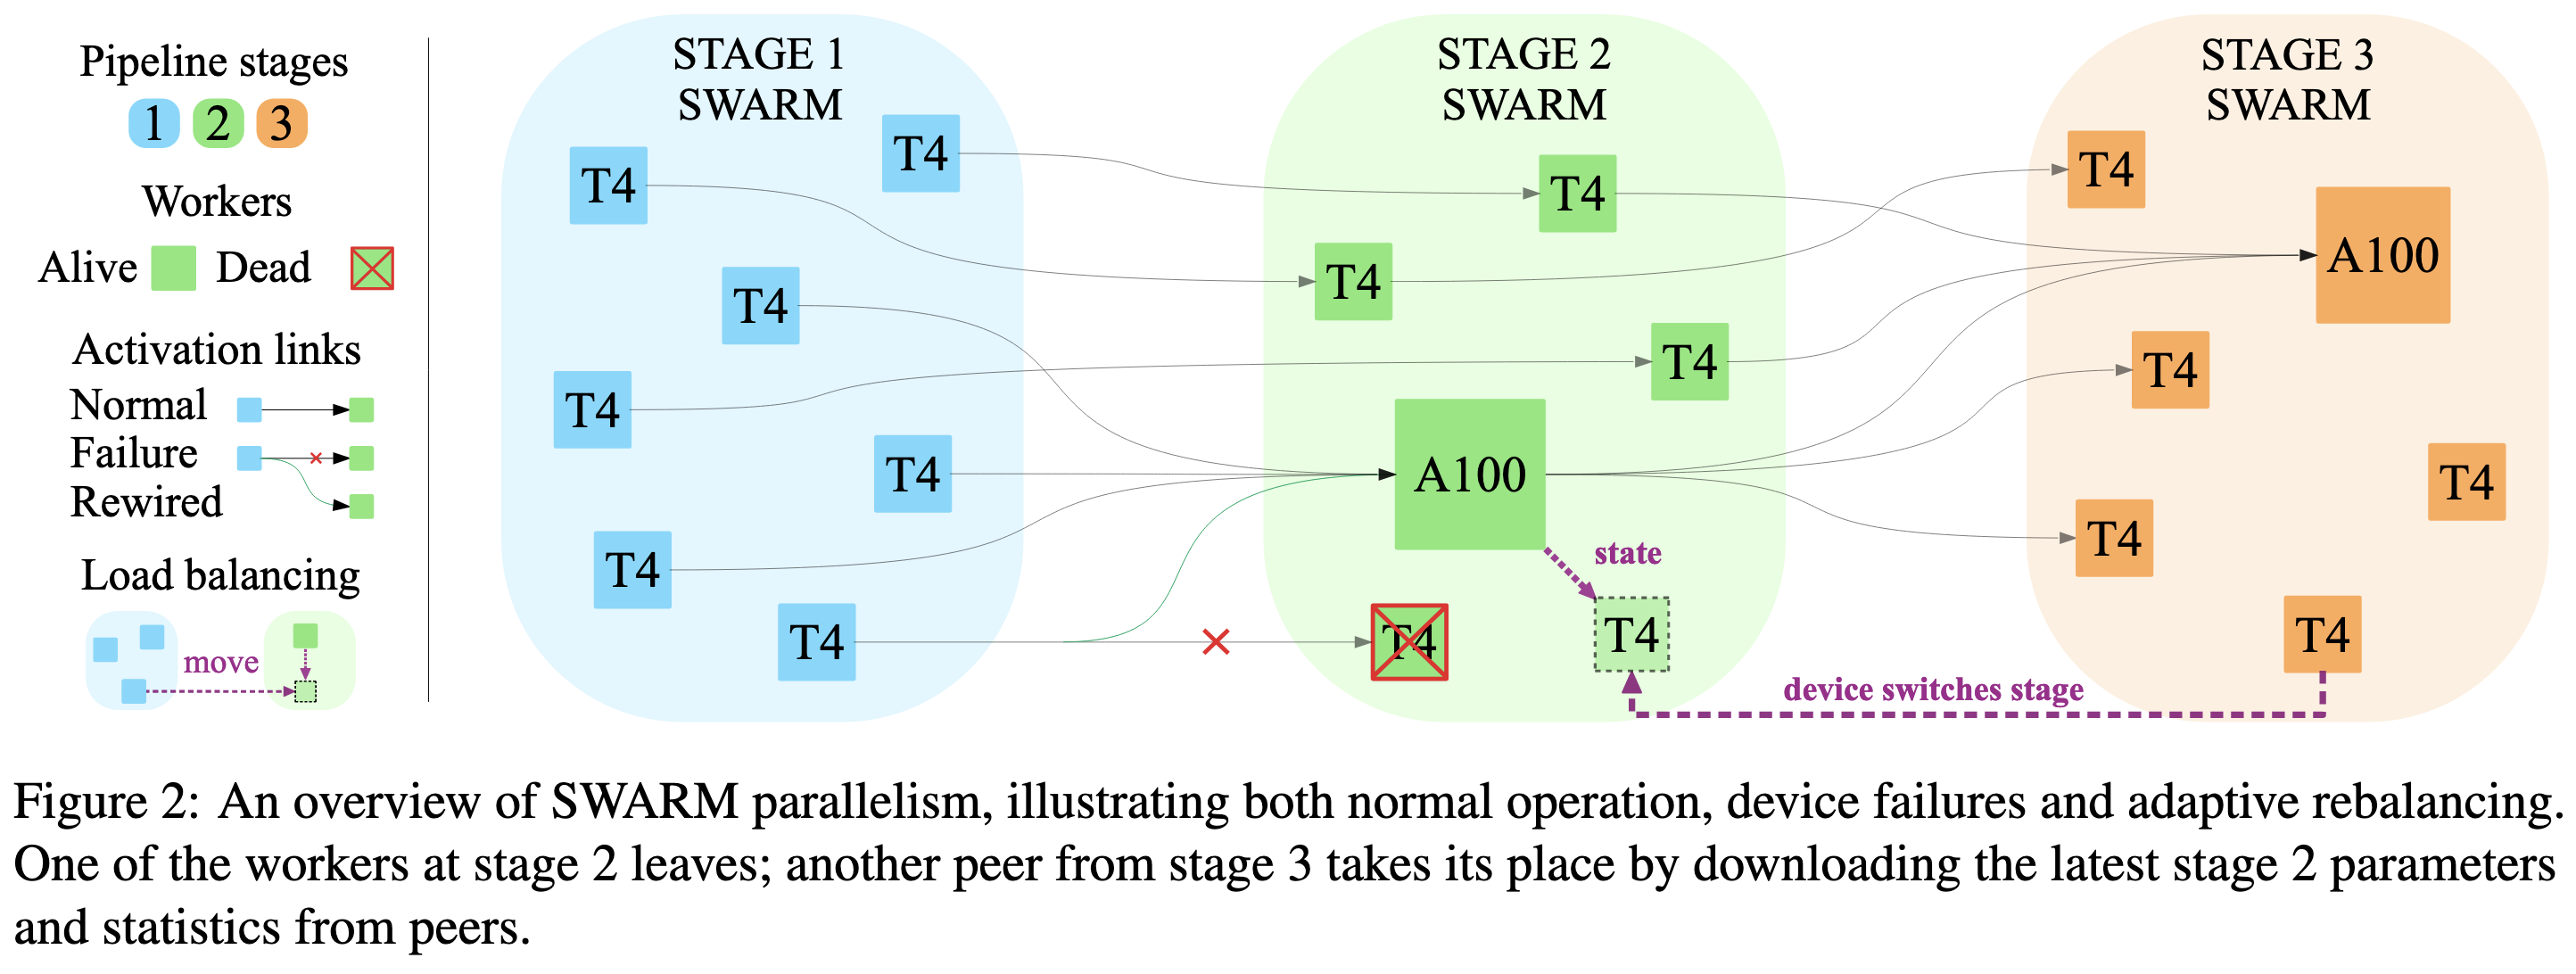 Pipeline stages
1 2 3
Workers
Alive Dead
Activation links
Normal
Failure
Rewired
Load balancing
move
STAGE 1
SWARM
T4
T4
T4
T4
T4
T4
T4
STAGE 2
SWARM
T4
T4
T4
A100
state
T4
T4
device switches stage
STAGE 3
SWARM
T4
A100
T4
T4
T4
T4
Figure 2: An overview of SWARM parallelism, illustrating both normal operation, device failures and adaptive rebalancing.
One of the workers at stage 2 leaves; another peer from stage 3 takes its place by downloading the latest stage 2 parameters
and statistics from peers.